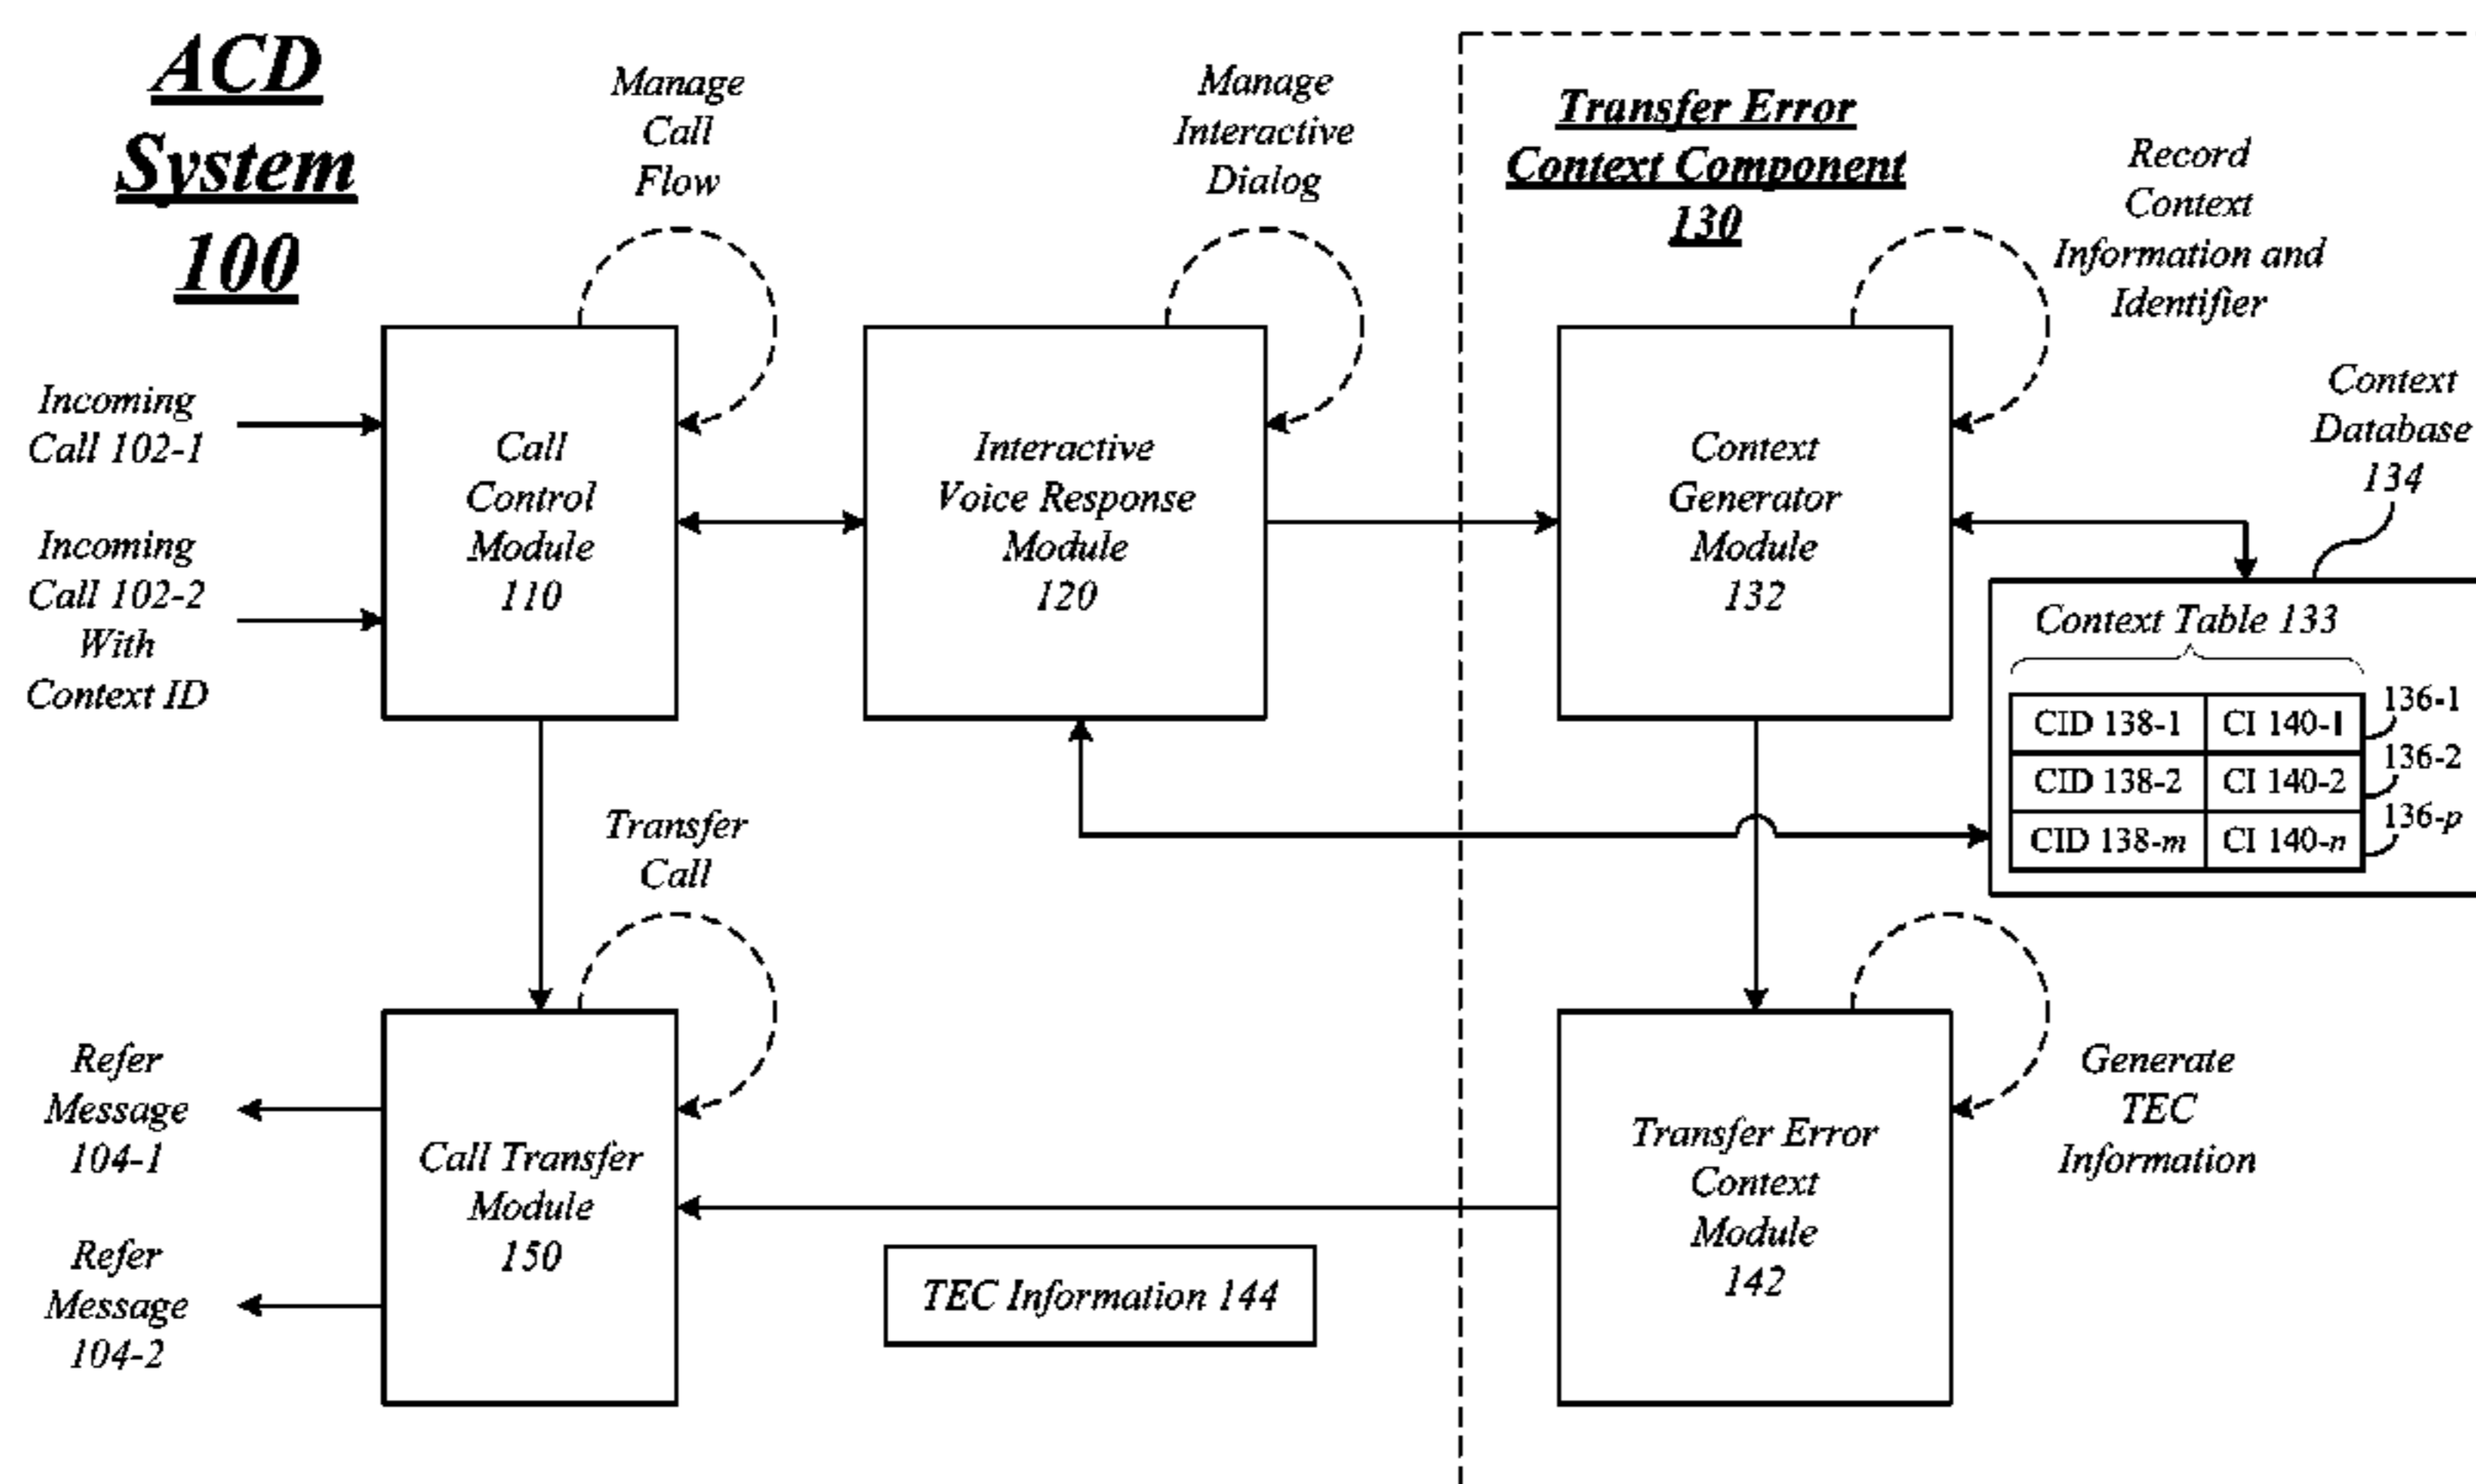 ACD
System
100
Manage
Call
Flow
Manage
Interactive
Dialog
Transfer Error
Context Component
130
Record
Context
Information and
Identifier
Incoming
Call 102-1
Incoming
Call 102-2
With
Context ID
Call
Control
Module
110
Interactive
Voice Response
Module
120
Context
Generator
Module
132
Context
Database
134
Context Table 133
CID 138-1 CI 140-1 136-1
CID 138-2 CI 140-2 136-2
CID 138-m CI 140-n 136-p
Transfer
Call
Refer
Message
104-1
Refer
Message
104-2
Call Transfer
Module
150
TEC Information 144
Transfer Error
Context
Module
142
Generate
TEC
Information